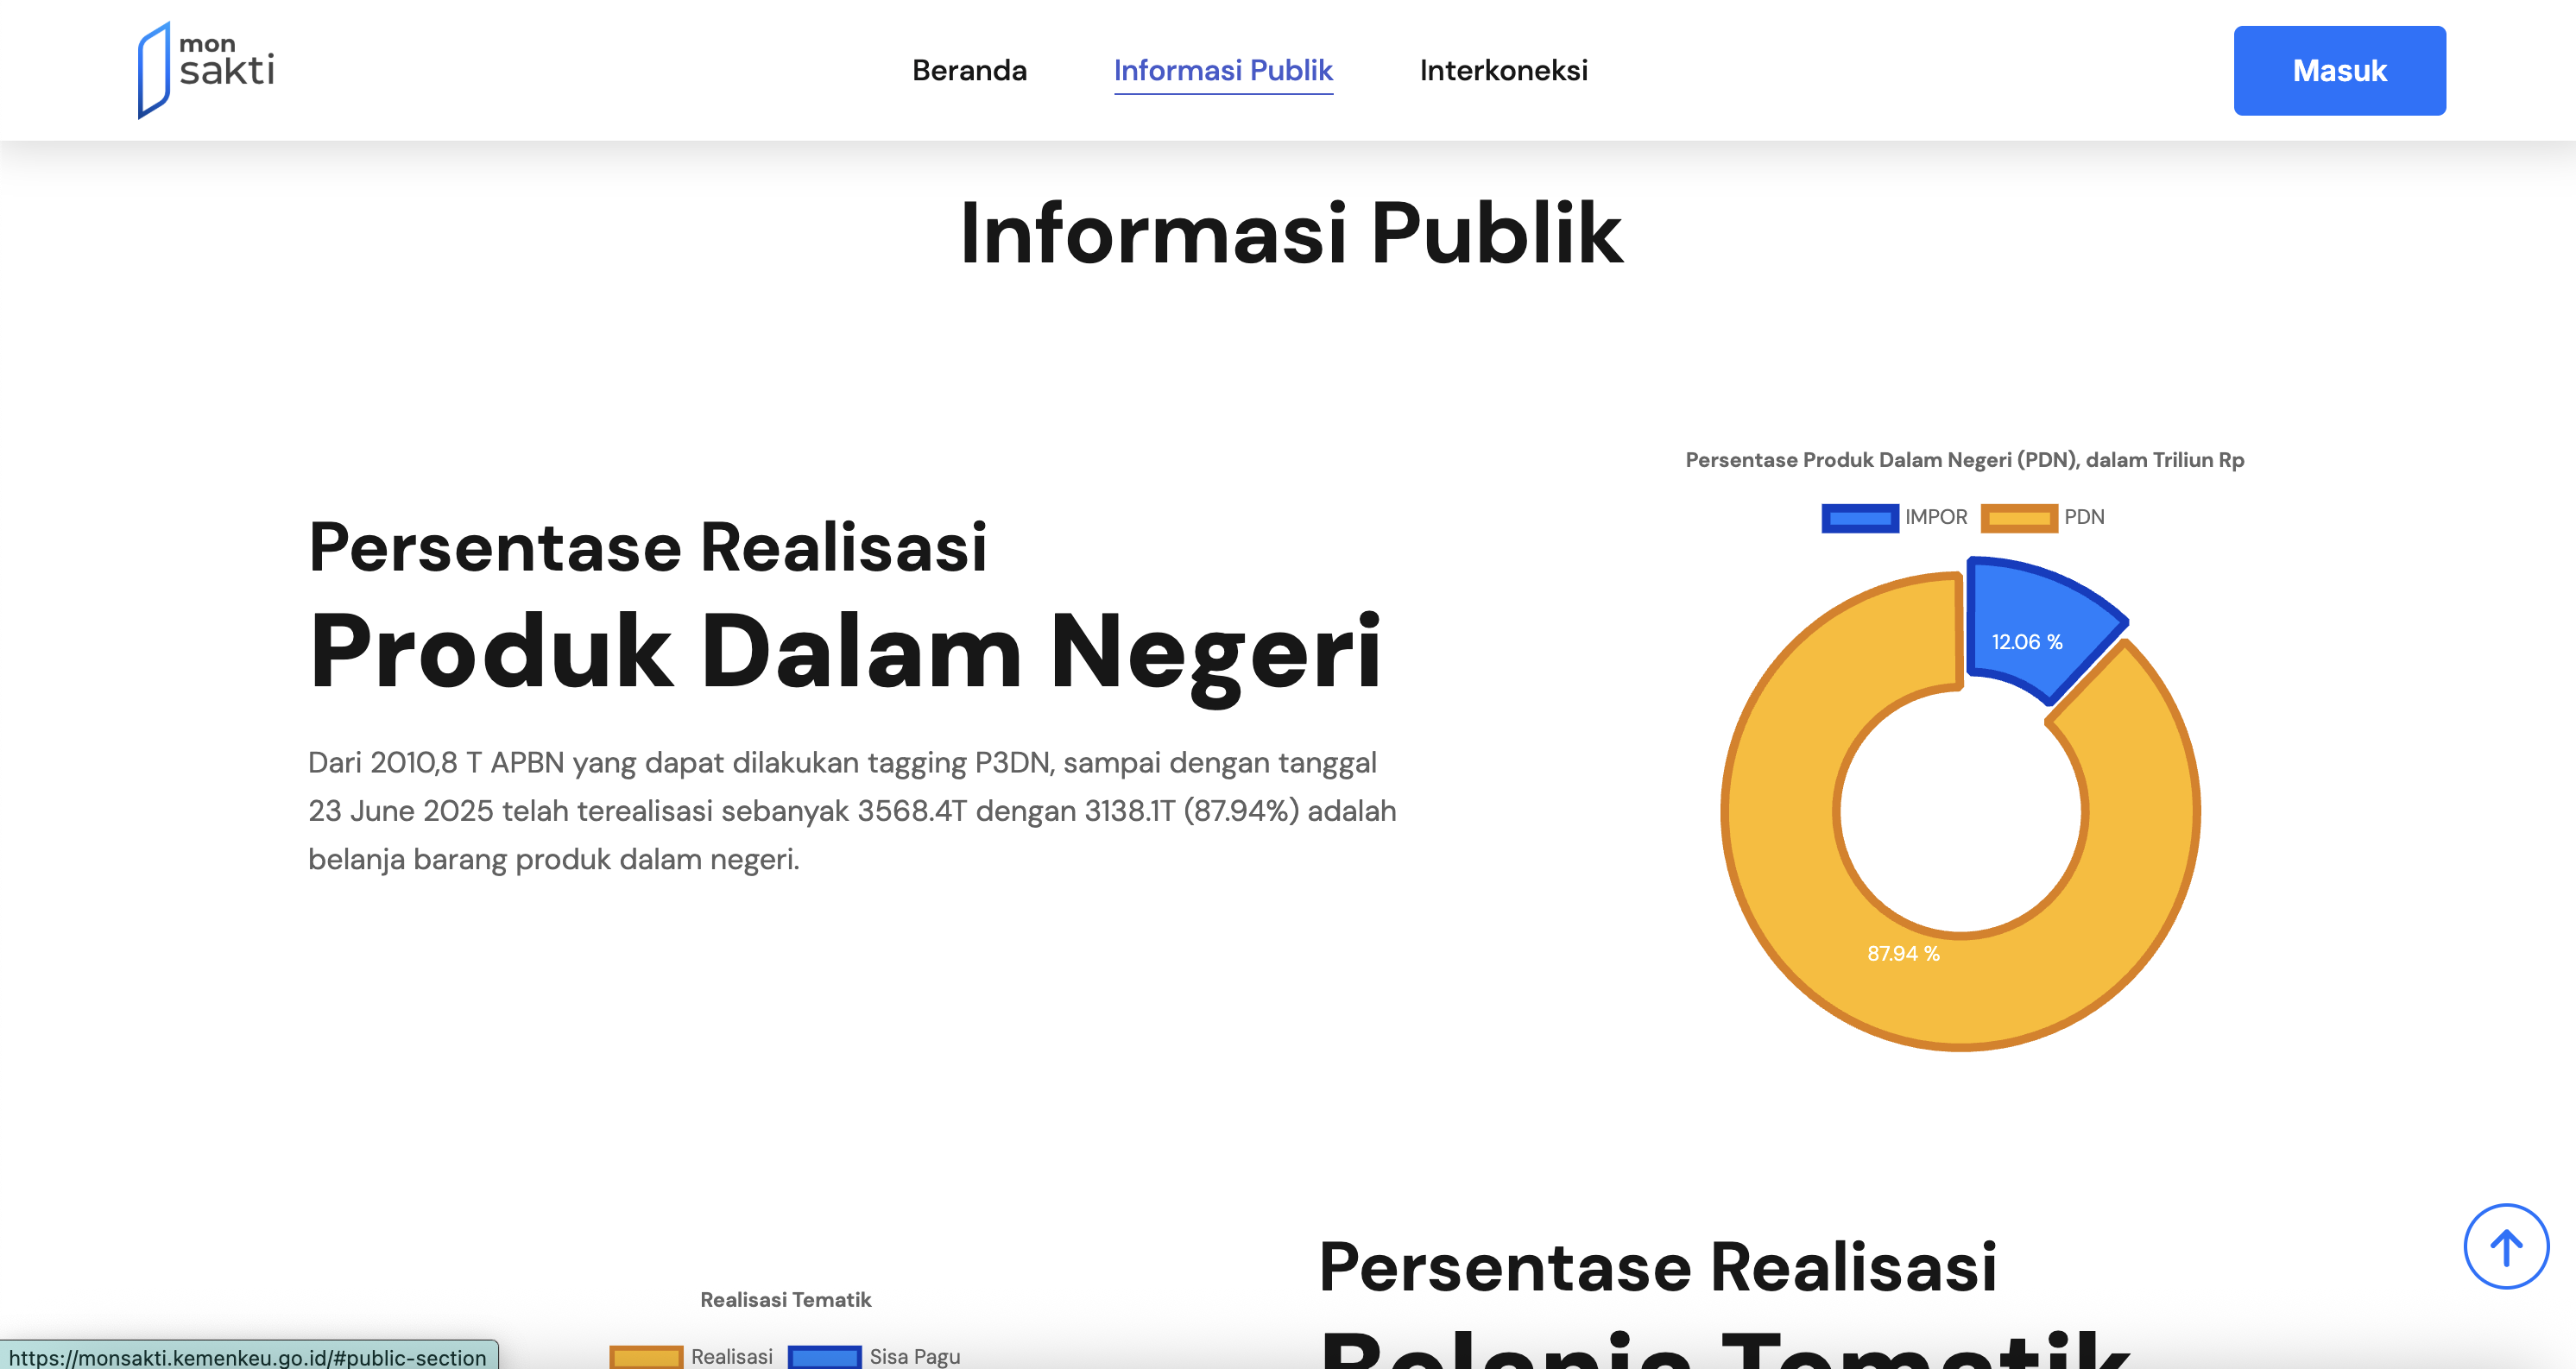 mon
sakti
Beranda
Informasi Publik
Interkoneksi
Masuk
Informasi Publik
Persentase Realisasi
Produk Dalam Negeri
Dari 2010,8 T APBN yang dapat dilakukan tagging P3DN, sampai dengan tanggal
23 June 2025 telah terealisasi sebanyak 3568.4T dengan 3138.1T (87.94%) adalah
belanja barang produk dalam negeri.
Persentase Produk Dalam Negeri (PDN), dalam Triliun Rp
IMPOR
PDN
12.06 %
87.94 %
Realisasi Tematik
Realisasi
Sisa Pagu
Persentase Realisasi
Belanja Tematik
https://monsakti.kemenkeu.go.id/#public-section